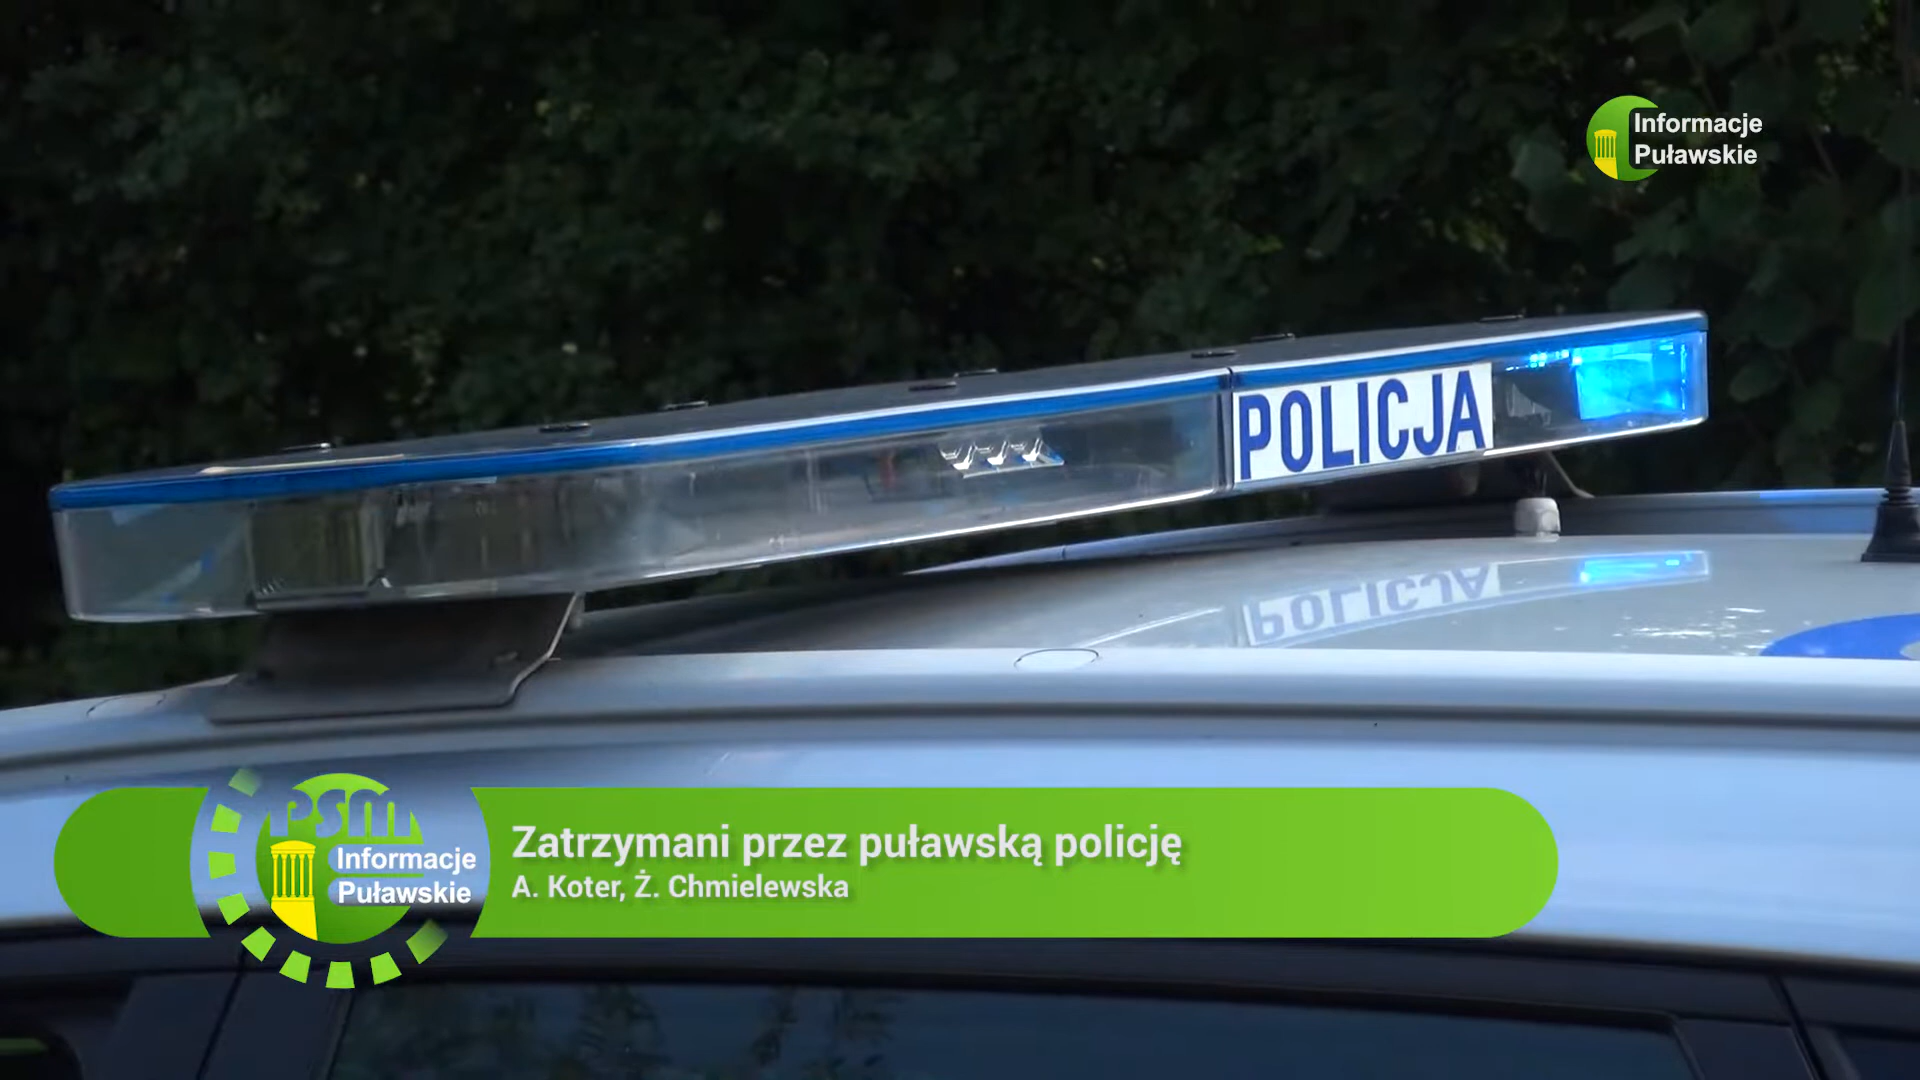 Informacje
Puławskie
POLICJA
POLICJA
psm
Informacje
Puławskie
Zatrzymani przez puławską policję
A. Koter, Ż. Chmielewska